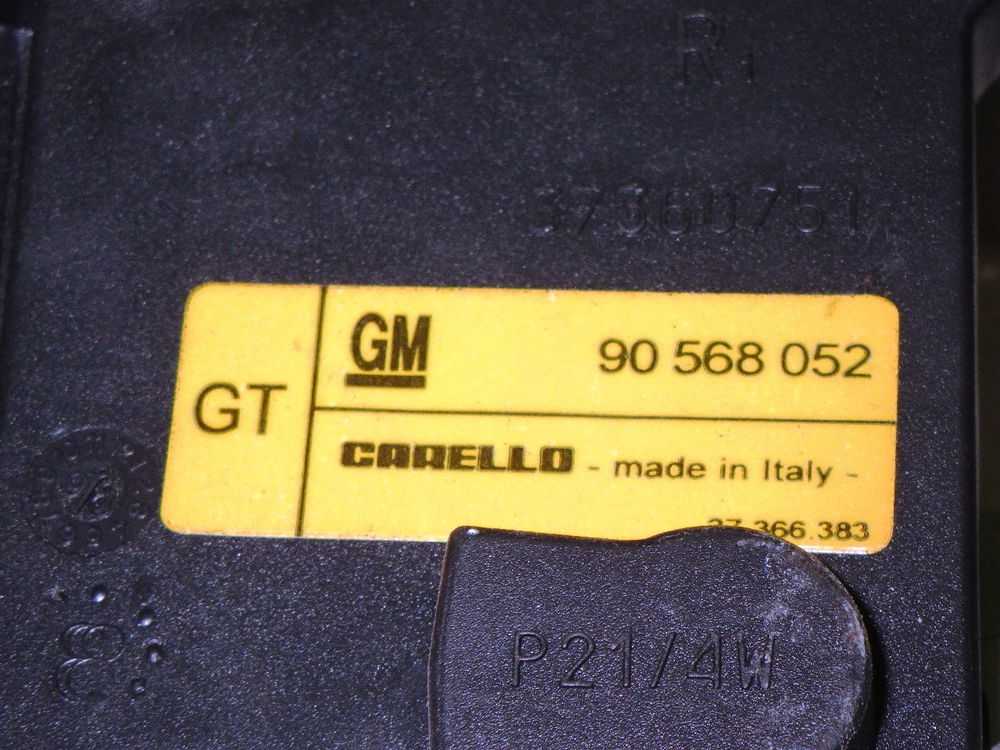 R1
37360751
GM
90 568 052
GT
CARELLO - made in Italy -
37.366.383
P21/4W